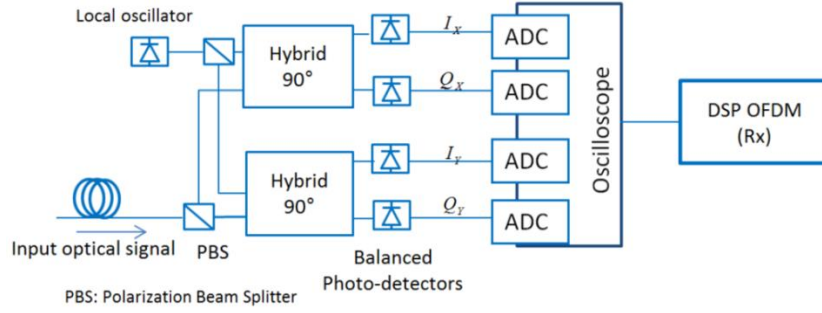 Local oscillator
Hybrid
90°
I_X
Q_X
ADC
ADC
Hybrid
90°
I_Y
Q_Y
ADC
ADC
Oscilloscope
DSP OFDM
(Rx)
Input optical signal
PBS
Balanced
Photo-detectors
PBS: Polarization Beam Splitter